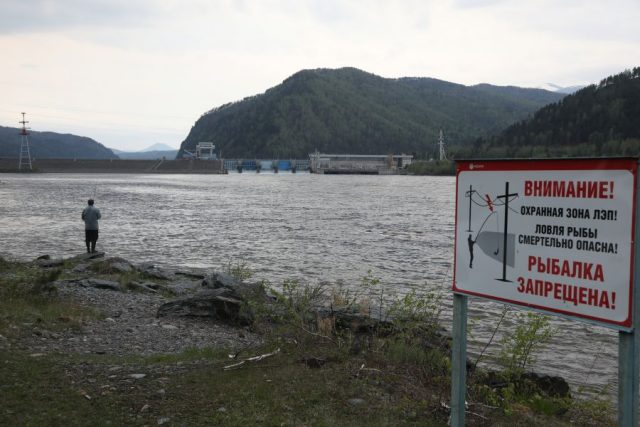 ВНИМАНИЕ!
ОХРАННАЯ ЗОНА ЛЭП!
ЛОВЛЯ РЫБЫ
СМЕРТЕЛЬНО ОПАСНА!
РЫБАЛКА
ЗАПРЕЩЕНА!